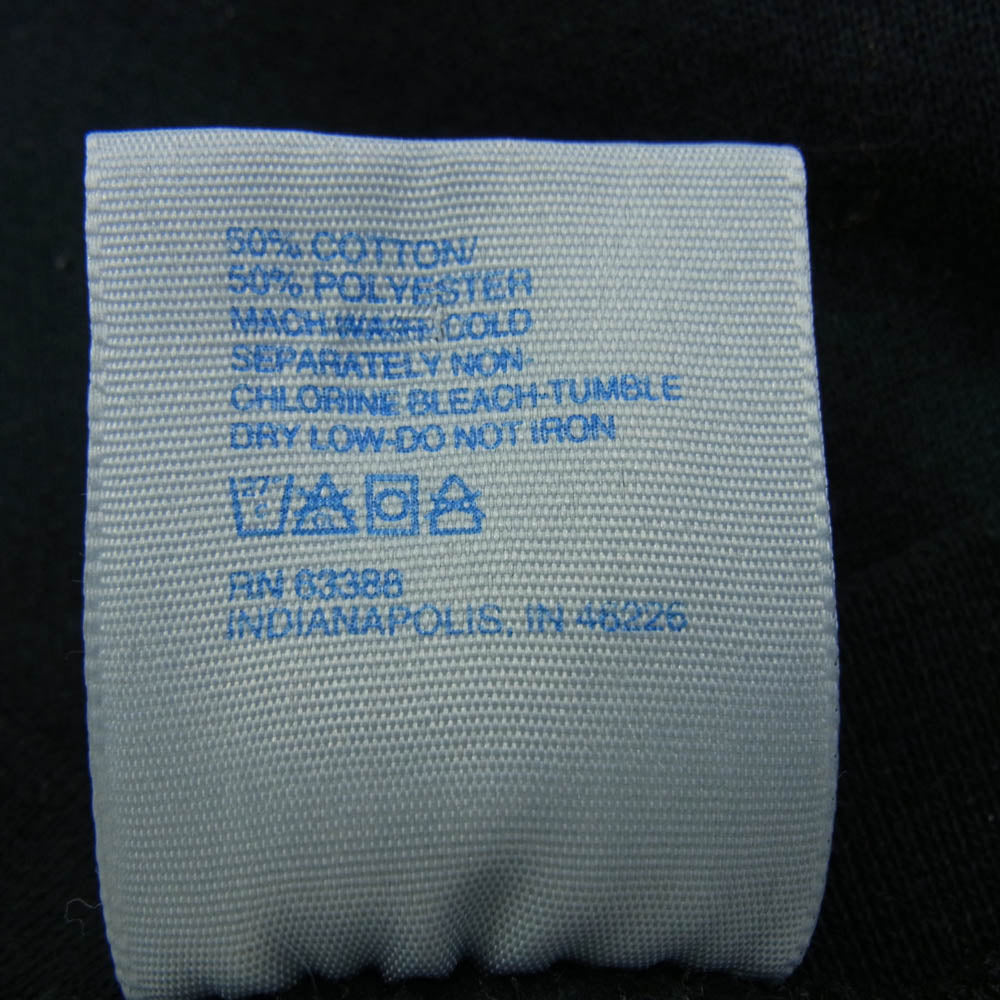 50% COTTON/
50% POLYESTER
MACH.WASH COLD
SEPARATELY NON-
CHLORINE BLEACH-TUMBLE
DRY LOW-DO NOT IRON
RN 63388
INDIANAPOLIS, IN 46226